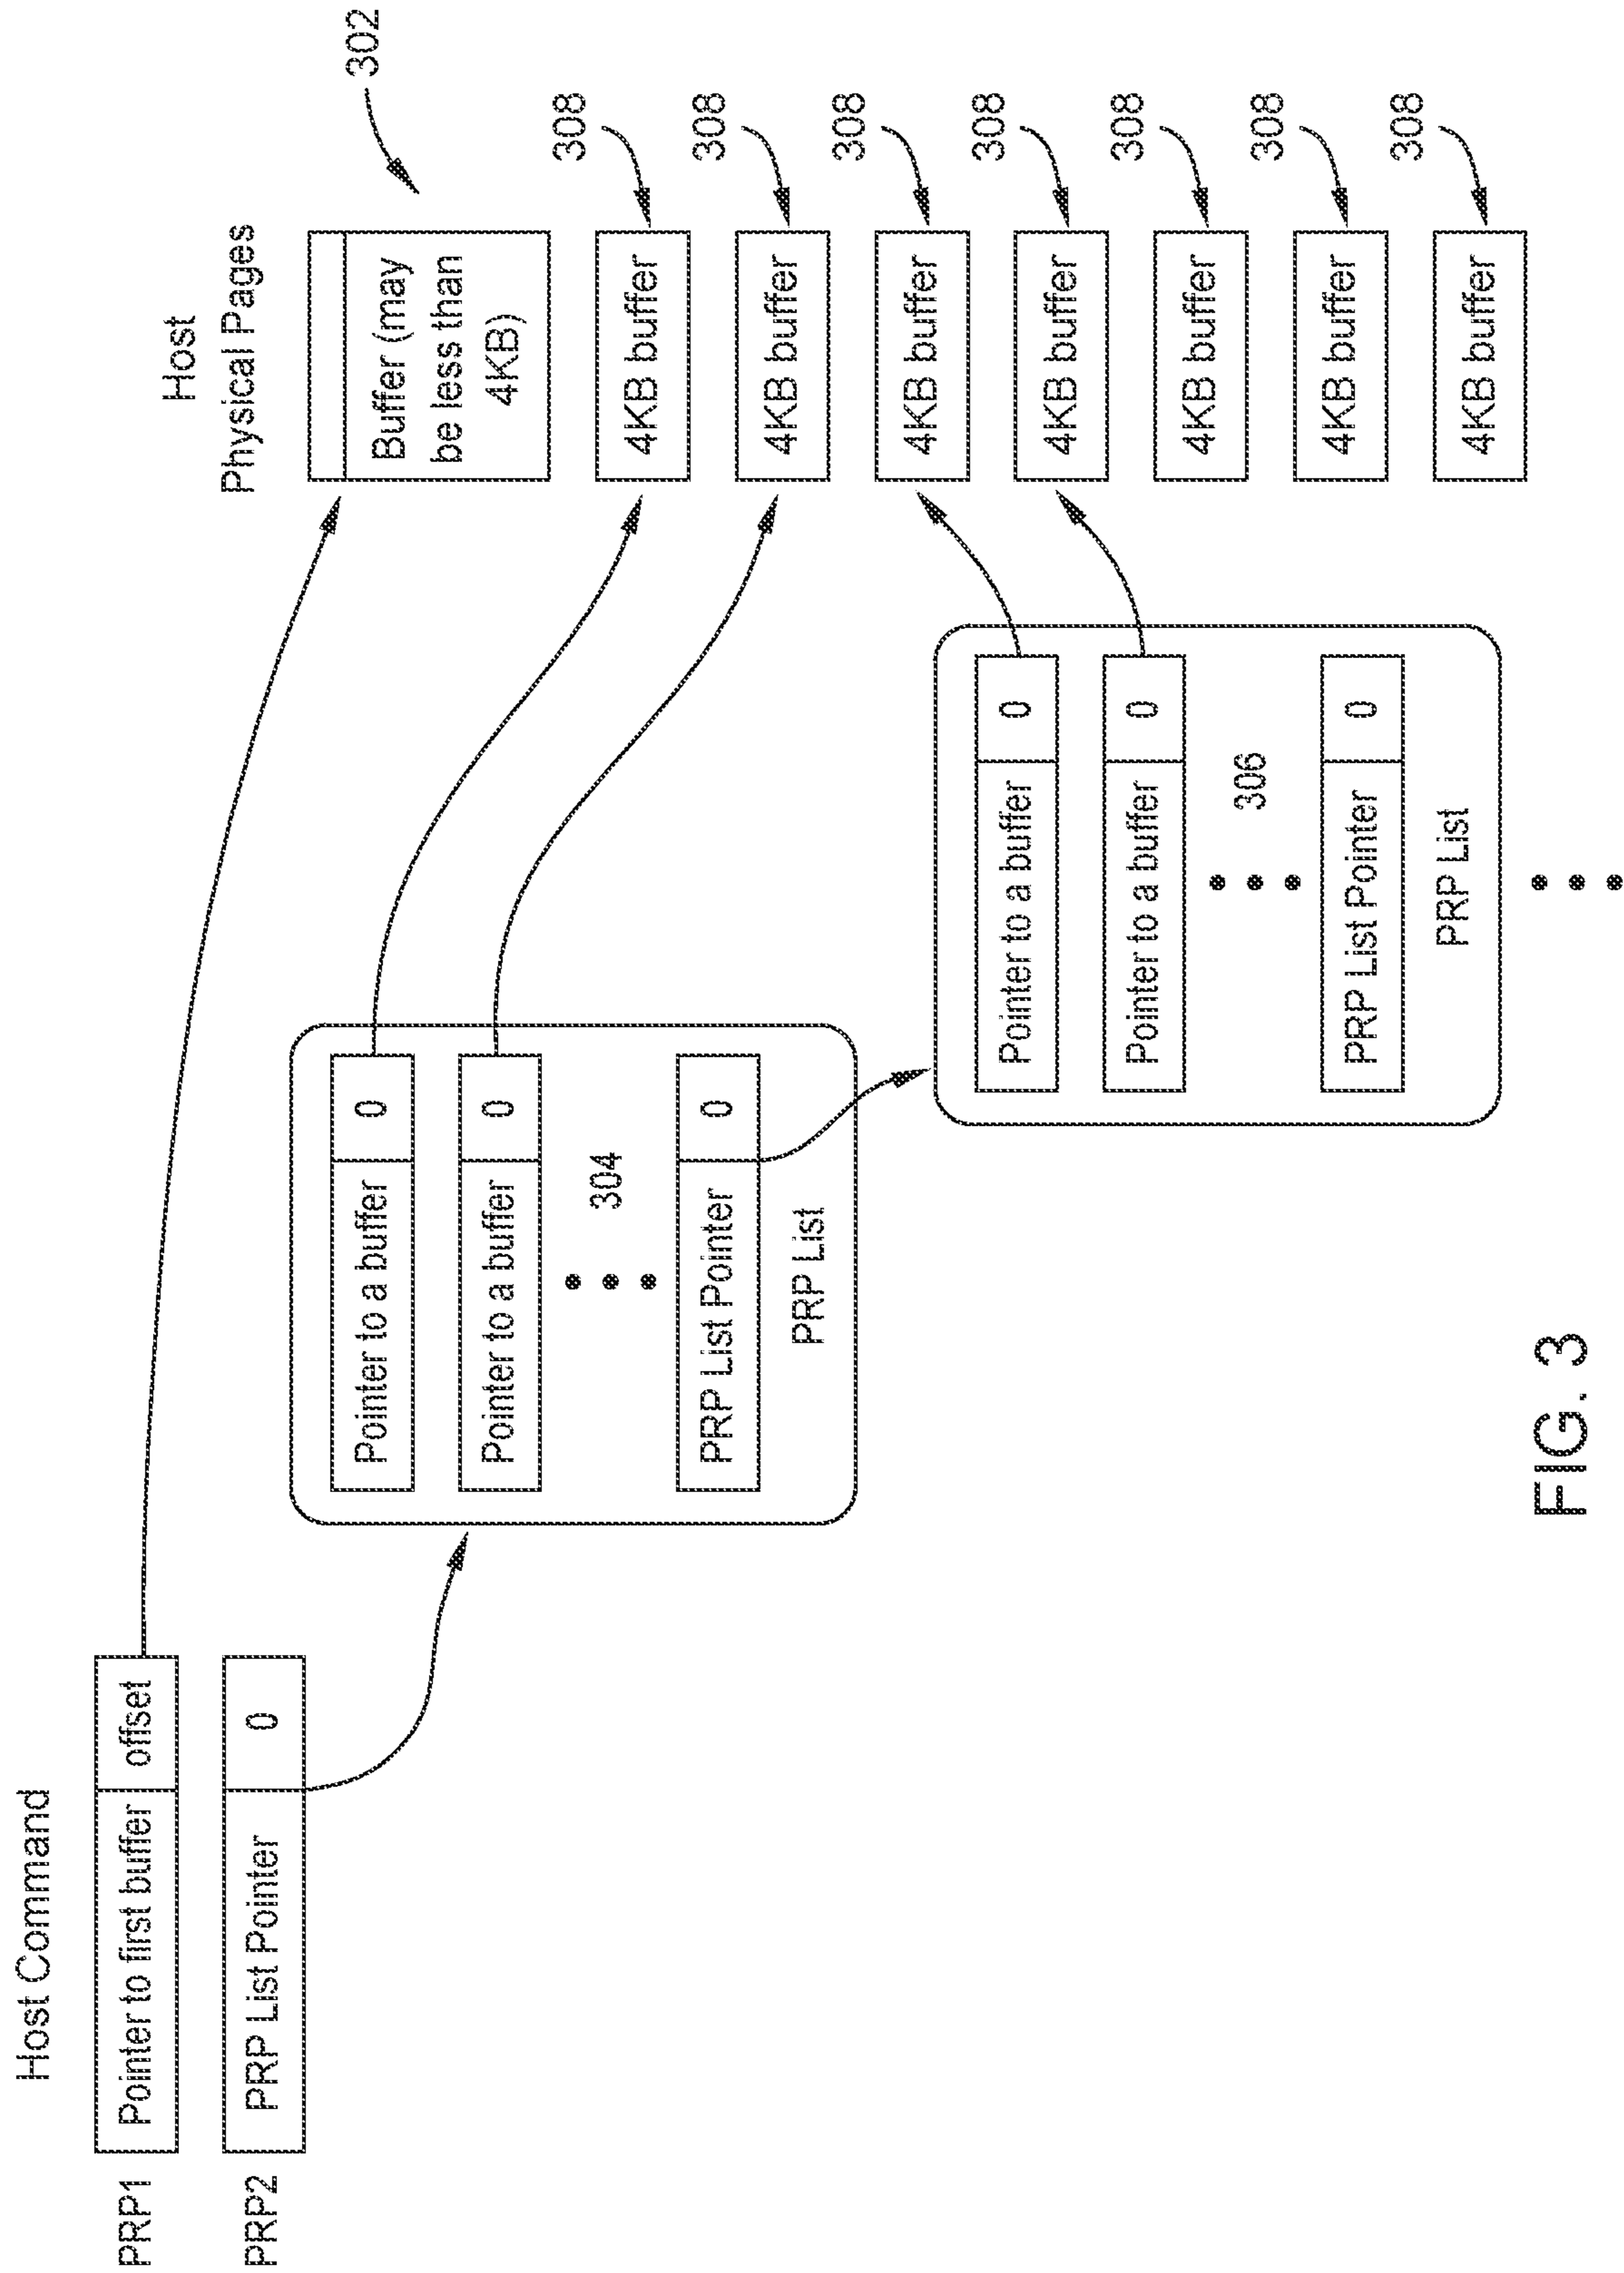 Host Command
PRP1
Pointer to first buffer
offset
PRP2
PRP List Pointer
0
Pointer to a buffer
0
Pointer to a buffer
0
304
PRP List Pointer
0
PRP List
Pointer to a buffer
0
Pointer to a buffer
0
306
PRP List Pointer
0
PRP List
Host
Physical Pages
302
Buffer (may
be less than
4KB)
4KB buffer
308
4KB buffer
308
4KB buffer
308
4KB buffer
308
4KB buffer
308
4KB buffer
308
4KB buffer
308
FIG. 3